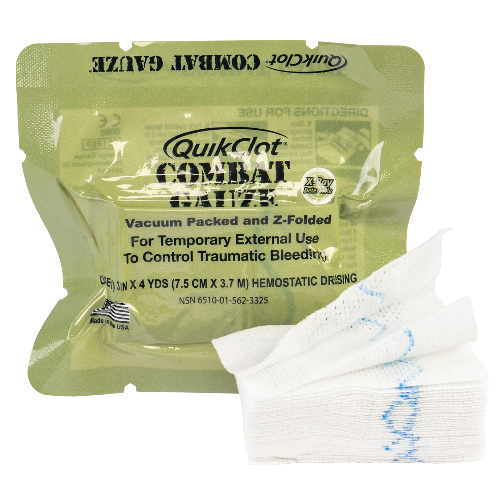 QuikClot® COMBAT GAUZE™
DIRECTIONS FOR USE
QuikClot®
COMBAT
GAUZE
X-Ray
Vacuum Packed and Z-Folded
For Temporary External Use
To Control Traumatic Bleeding
3 IN X 4 YDS (7.5 CM X 3.7 M) HEMOSTATIC
NSN 6510-01-562-3325
Made in USA